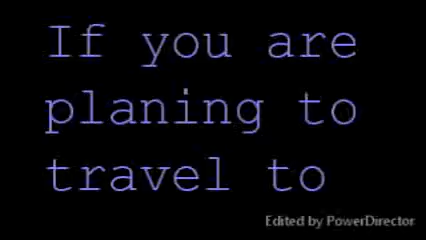 If you are
planing to
travel to
Edited by PowerDirector